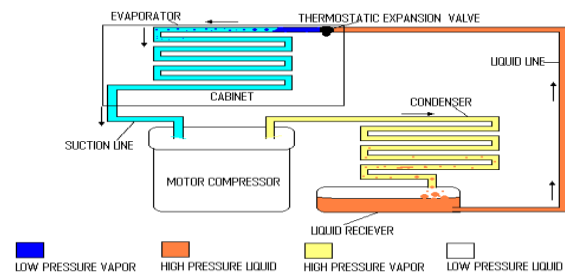 EVAPORATOR
THERMOSTATIC EXPANSION VALVE
LIQUID LINE
CABINET
CONDENSER
SUCTION LINE
MOTOR COMPRESSOR
LIQUID RECIEVER
LOW PRESSURE VAPOR
HIGH PRESSURE LIQUID
HIGH PRESSURE VAPOR
LOW PRESSURE LIQUID